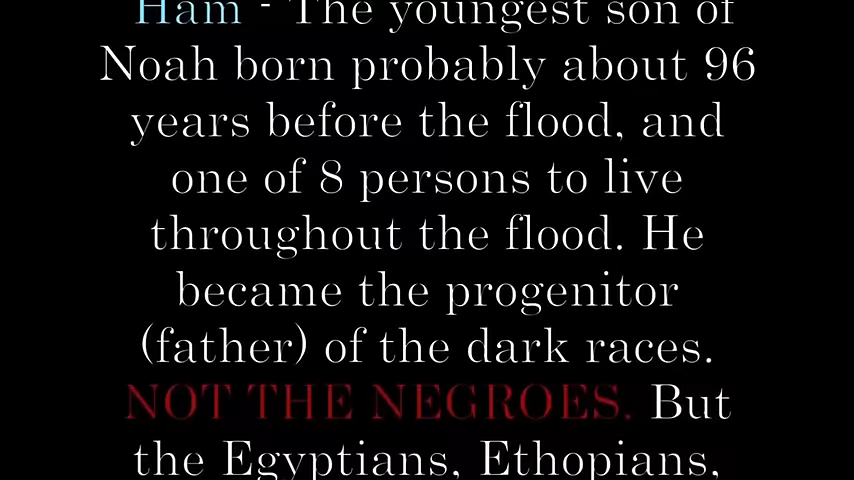 Ham - The youngest son of
Noah born probably about 96
years before the flood, and
one of 8 persons to live
throughout the flood. He
became the progenitor
(father) of the dark races.
NOT THE NEGROES. But
the Egyptians, Ethopians,